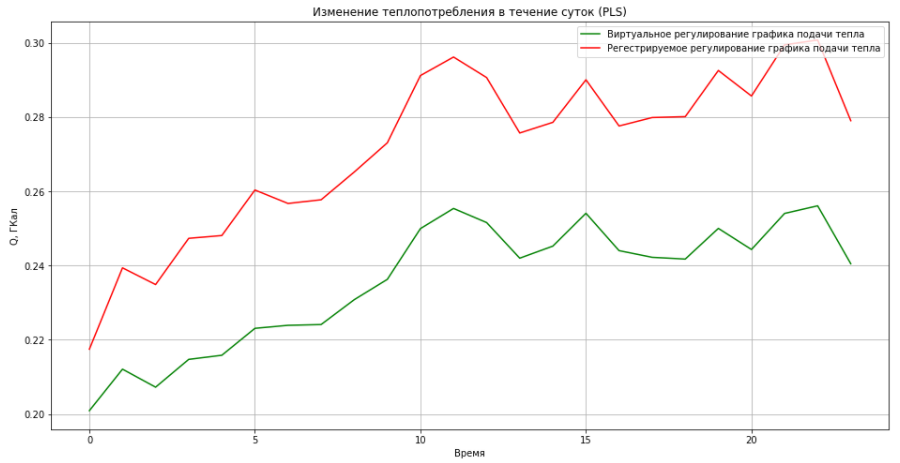 Изменение теплопотребления в течение суток (PLS)
Виртуальное регулирование графика подачи тепла
Регестрируемое регулирование графика подачи тепла
0.30
0.28
0.26
0.24
0.22
0.20
Q, ГКал
0 5 10 15 20
Время